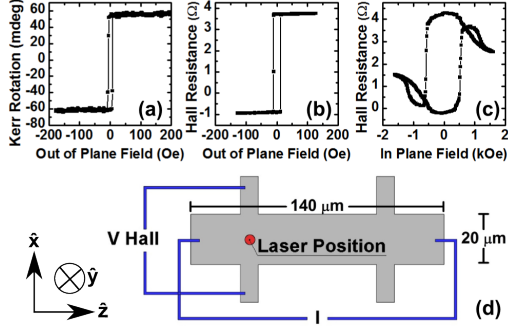 Kerr Rotation (mdeg)
60
40
20
0
-20
-40
-60
-80
-200 -100 0 100 200
Out of Plane Field (Oe)
(a)
Hall Resistance (Ω)
4
3
2
1
0
-1
-200 -100 0 100 200
Out of Plane Field (Oe)
(b)
Hall Resistance (Ω)
4
3
2
1
0
-2 -1 0 1 2
In Plane Field (kOe)
(c)
140 μm
V Hall
20 μm
Laser Position
I
(d)
x̂
ŷ
ẑ